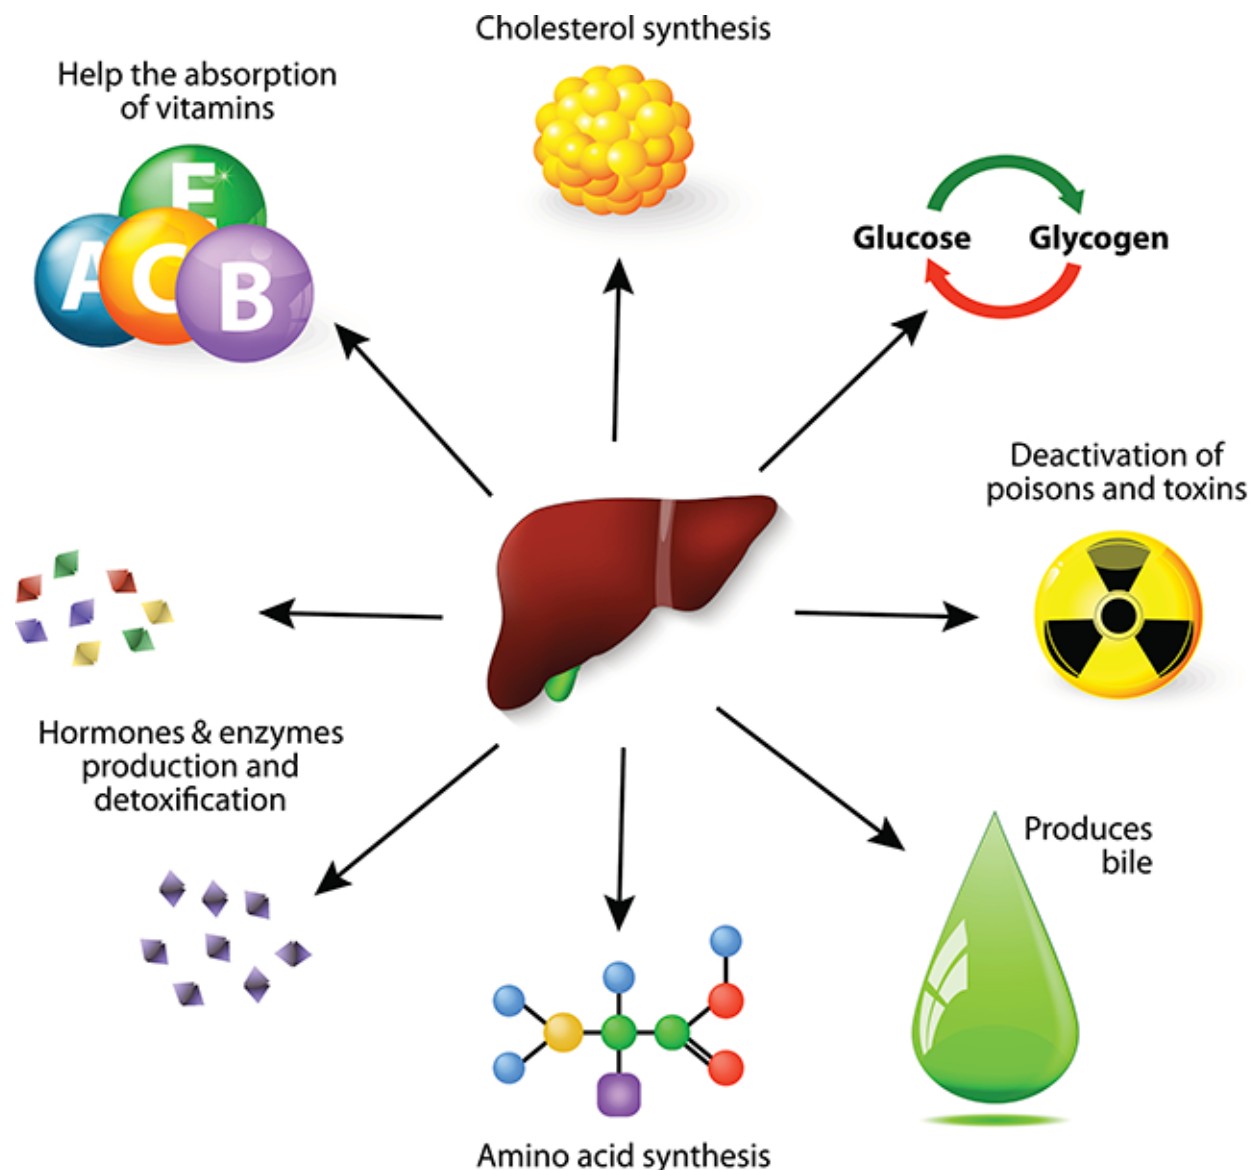 Cholesterol synthesis
Help the absorption
of vitamins
E
A
C
B
Glucose
Glycogen
Deactivation of
poisons and toxins
Hormones & enzymes
production and
detoxification
Produces
bile
Amino acid synthesis